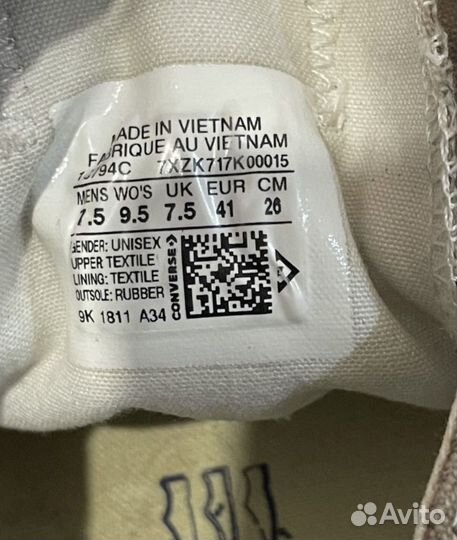 MADE IN VIETNAM
FABRIQUE AU VIETNAM
7XZK717K00015
MENS WO'S UK EUR CM
7.5 9.5 7.5 41 26
GENDER: UNISEX
UPPER TEXTILE
LINING: TEXTILE
OUTSOLE: RUBBER
9K 1811 A34
CONVERSE
Avito